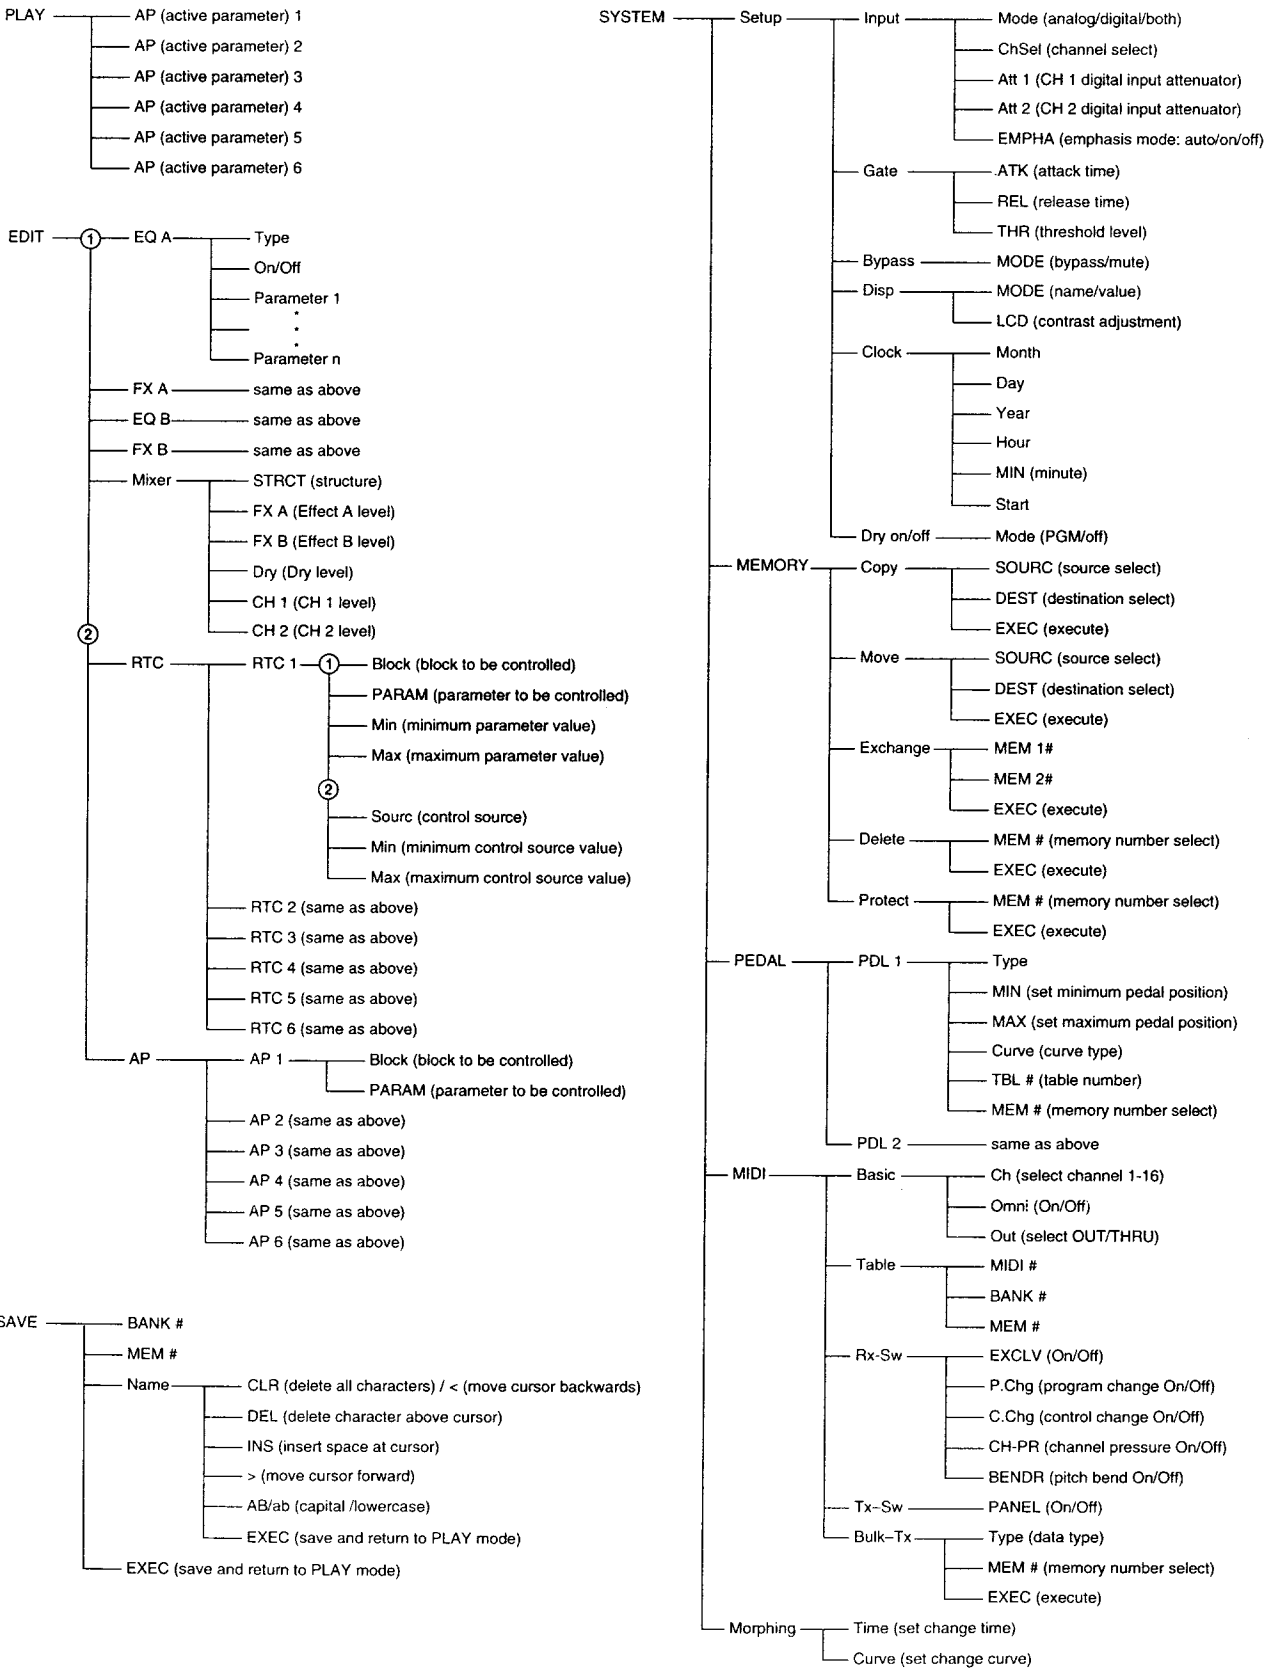 PLAY
AP (active parameter) 1
AP (active parameter) 2
AP (active parameter) 3
AP (active parameter) 4
AP (active parameter) 5
AP (active parameter) 6
EDIT
1
EQ A
Type
On/Off
Parameter 1
*
*
*
Parameter n
FX A
same as above
EQ B
same as above
FX B
same as above
Mixer
STRCT (structure)
FX A (Effect A level)
FX B (Effect B level)
Dry (Dry level)
CH 1 (CH 1 level)
CH 2 (CH 2 level)
2
RTC
RTC 1
1
Block (block to be controlled)
PARAM (parameter to be controlled)
Min (minimum parameter value)
Max (maximum parameter value)
2
Sourc (control source)
Min (minimum control source value)
Max (maximum control source value)
RTC 2 (same as above)
RTC 3 (same as above)
RTC 4 (same as above)
RTC 5 (same as above)
RTC 6 (same as above)
AP
AP 1
Block (block to be controlled)
PARAM (parameter to be controlled)
AP 2 (same as above)
AP 3 (same as above)
AP 4 (same as above)
AP 5 (same as above)
AP 6 (same as above)
SAVE
BANK #
MEM #
Name
CLR (delete all characters) / < (move cursor backwards)
DEL (delete character above cursor)
INS (insert space at cursor)
> (move cursor forward)
AB/ab (capital /lowercase)
EXEC (save and return to PLAY mode)
EXEC (save and return to PLAY mode)
SYSTEM
Setup
Input
Mode (analog/digital/both)
ChSel (channel select)
Att 1 (CH 1 digital input attenuator)
Att 2 (CH 2 digital input attenuator)
EMPHA (emphasis mode: auto/on/off)
Gate
ATK (attack time)
REL (release time)
THR (threshold level)
Bypass
MODE (bypass/mute)
Disp
MODE (name/value)
LCD (contrast adjustment)
Clock
Month
Day
Year
Hour
MIN (minute)
Start
Dry on/off
Mode (PGM/off)
MEMORY
Copy
SOURC (source select)
DEST (destination select)
EXEC (execute)
Move
SOURC (source select)
DEST (destination select)
EXEC (execute)
Exchange
MEM 1#
MEM 2#
EXEC (execute)
Delete
MEM # (memory number select)
EXEC (execute)
Protect
MEM # (memory number select)
EXEC (execute)
PEDAL
PDL 1
Type
MIN (set minimum pedal position)
MAX (set maximum pedal position)
Curve (curve type)
TBL # (table number)
MEM # (memory number select)
PDL 2
same as above
MIDI
Basic
Ch (select channel 1-16)
Omni (On/Off)
Out (select OUT/THRU)
Table
MIDI #
BANK #
MEM #
Rx-Sw
EXCLV (On/Off)
P.Chg (program change On/Off)
C.Chg (control change On/Off)
CH-PR (channel pressure On/Off)
BENDR (pitch bend On/Off)
Tx–Sw
PANEL (On/Off)
Bulk–Tx
Type (data type)
MEM # (memory number select)
EXEC (execute)
Morphing
Time (set change time)
Curve (set change curve)